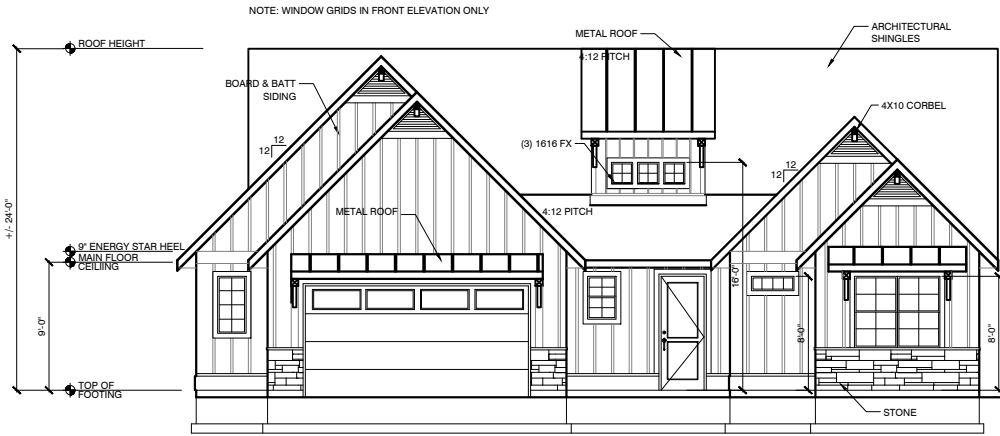 NOTE: WINDOW GRIDS IN FRONT ELEVATION ONLY
ROOF HEIGHT
METAL ROOF
4:12 PITCH
ARCHITECTURAL
SHINGLES
BOARD & BATT
SIDING
4X10 CORBEL
12
12
(3) 1616 FX
12
12
METAL ROOF
4:12 PITCH
+/- 24'-0"
9" ENERGY STAR HEEL
MAIN FLOOR
CEILIING
16'-0"
9'-0"
8'-0"
8'-0"
TOP OF
FOOTING
STONE